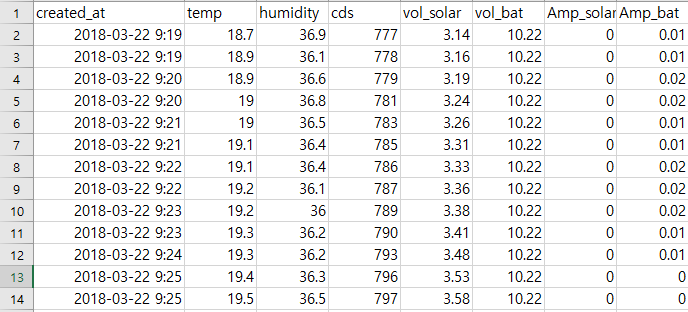 1 created_at temp humidity cds vol_solar vol_bat Amp_solar Amp_bat
2 2018-03-22 9:19 18.7 36.9 777 3.14 10.22 0 0.01
3 2018-03-22 9:19 18.9 36.1 778 3.16 10.22 0 0.01
4 2018-03-22 9:20 18.9 36.6 779 3.19 10.22 0 0.02
5 2018-03-22 9:20 19 36.8 781 3.24 10.22 0 0.02
6 2018-03-22 9:21 19 36.5 783 3.26 10.22 0 0.01
7 2018-03-22 9:21 19.1 36.4 785 3.31 10.22 0 0.01
8 2018-03-22 9:22 19.1 36.4 786 3.33 10.22 0 0.02
9 2018-03-22 9:22 19.2 36.1 787 3.36 10.22 0 0.02
10 2018-03-22 9:23 19.2 36 789 3.38 10.22 0 0.02
11 2018-03-22 9:23 19.3 36.2 790 3.41 10.22 0 0.01
12 2018-03-22 9:24 19.3 36.2 793 3.48 10.22 0 0.01
13 2018-03-22 9:25 19.4 36.3 796 3.53 10.22 0 0
14 2018-03-22 9:25 19.5 36.5 797 3.58 10.22 0 0